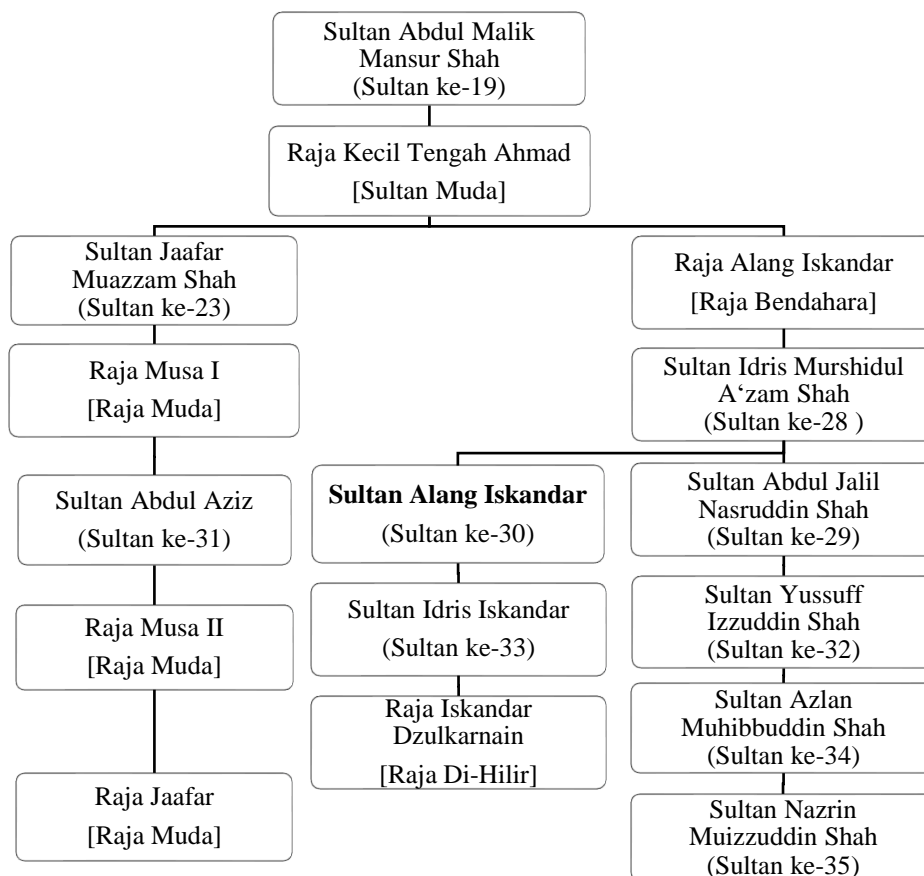 Sultan Abdul Malik
Mansur Shah
(Sultan ke-19)
Raja Kecil Tengah Ahmad
[Sultan Muda]
Sultan Jaafar
Muazzam Shah
(Sultan ke-23)
Raja Alang Iskandar
[Raja Bendahara]
Raja Musa I
[Raja Muda]
Sultan Idris Murshidul
A‘zam Shah
(Sultan ke-28 )
Sultan Abdul Aziz
(Sultan ke-31)
Sultan Alang Iskandar
(Sultan ke-30)
Sultan Abdul Jalil
Nasruddin Shah
(Sultan ke-29)
Raja Musa II
[Raja Muda]
Sultan Idris Iskandar
(Sultan ke-33)
Sultan Yussuff
Izzuddin Shah
(Sultan ke-32)
Raja Iskandar
Dzulkarnain
[Raja Di-Hilir]
Sultan Azlan
Muhibbuddin Shah
(Sultan ke-34)
Raja Jaafar
[Raja Muda]
Sultan Nazrin
Muizzuddin Shah
(Sultan ke-35)